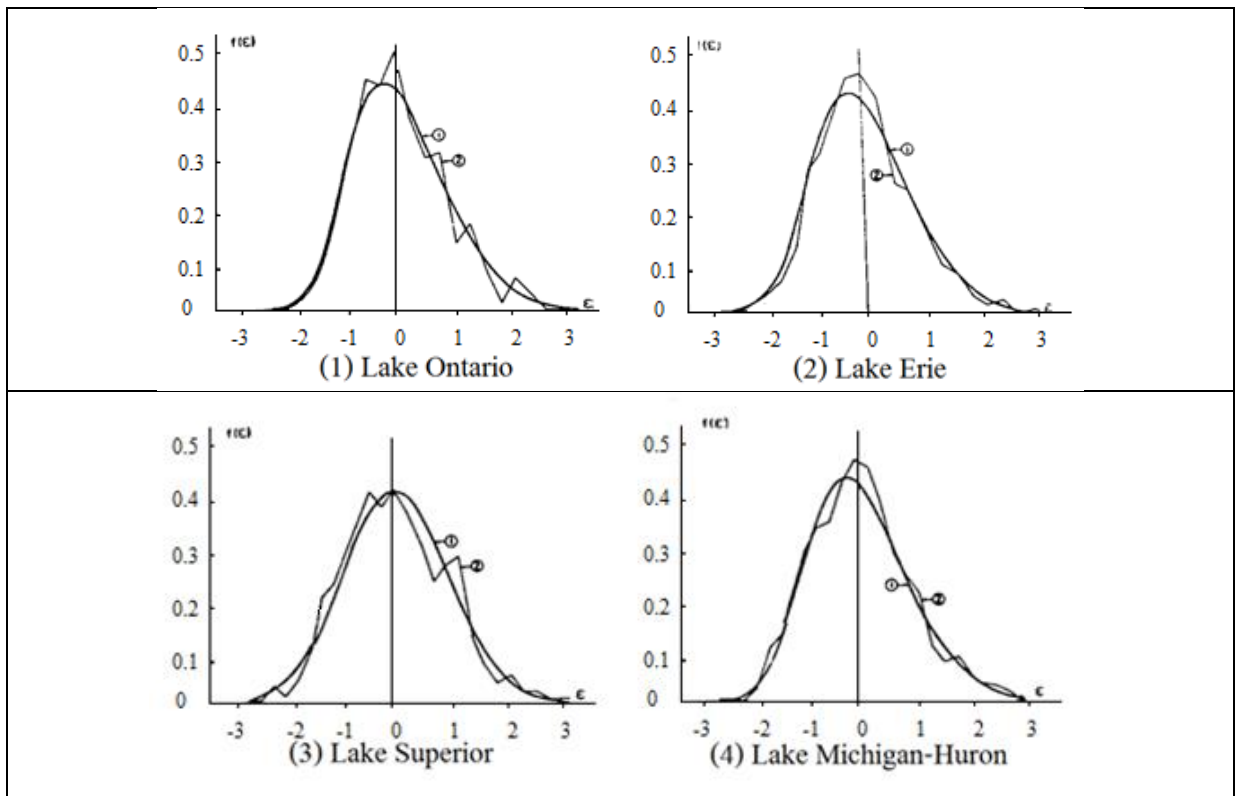 f(ε)
0.5
0.4
0.3
0.2
0.1
0
①
②
ε
-3 -2 -1 0 1 2 3
(1) Lake Ontario
f(ε)
0.5
0.4
0.3
0.2
0.1
0
①
②
-3 -2 -1 0 1 2 3
(2) Lake Erie
f(ε)
0.5
0.4
0.3
0.2
0.1
0
①
②
ε
-3 -2 -1 0 1 2 3
(3) Lake Superior
f(ε)
0.5
0.4
0.3
0.2
0.1
0
①
②
ε
-3 -2 -1 0 1 2 3
(4) Lake Michigan-Huron